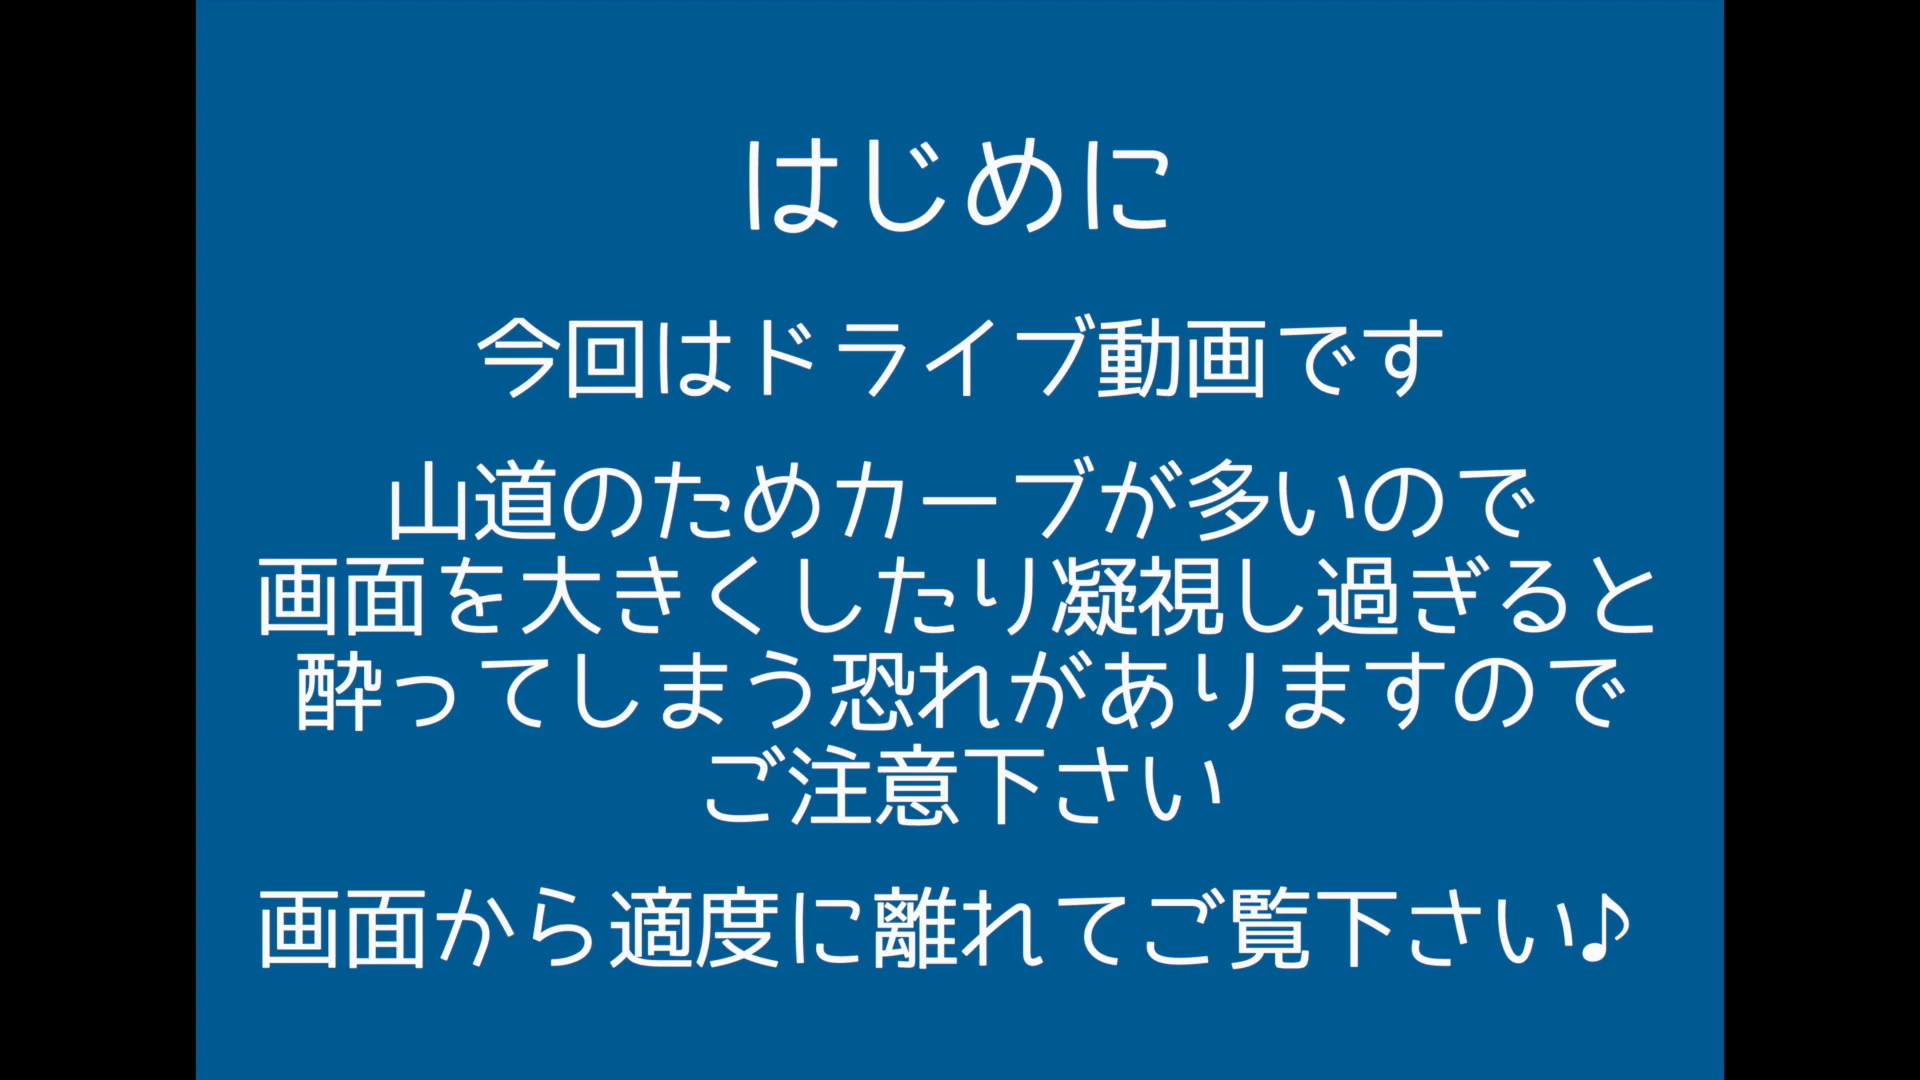 はじめに
今回はドライブ動画です
山道のためカーブが多いので
画面を大きくしたり凝視し過ぎると
酔ってしまう恐れがありますので
ご注意下さい
画面から適度に離れてご覧下さい♪